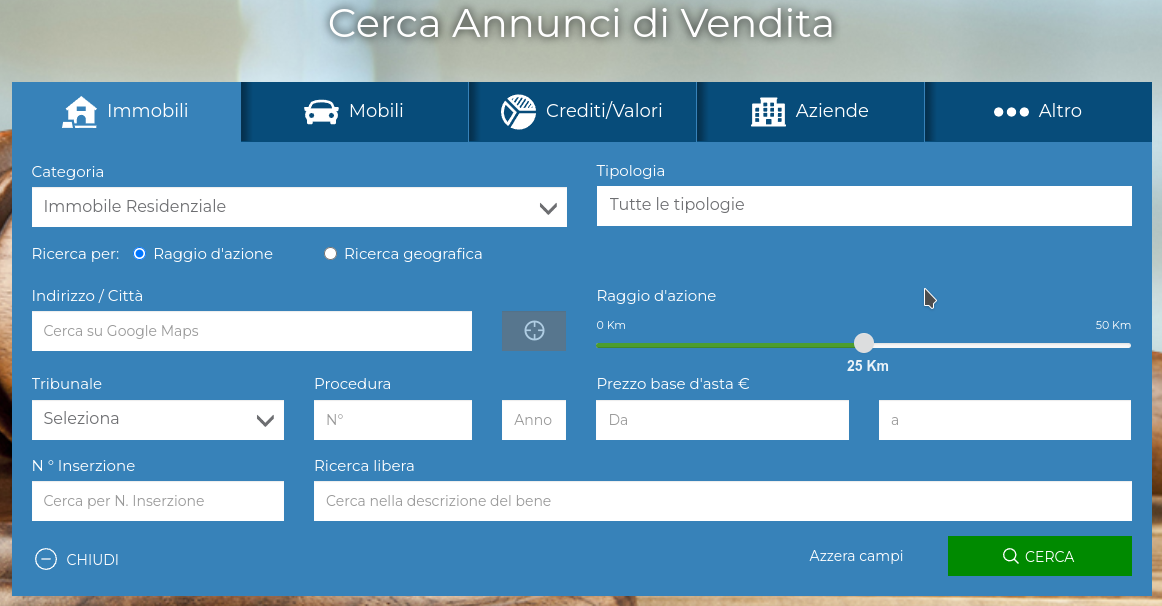 Cerca Annunci di Vendita
Immobili
Mobili
Crediti/Valori
Aziende
Altro
Categoria
Tipologia
Immobile Residenziale
Tutte le tipologie
Ricerca per:
Raggio d'azione
Ricerca geografica
Indirizzo / Città
Raggio d'azione
Cerca su Google Maps
0 Km
50 Km
25 Km
Tribunale
Procedura
Prezzo base d'asta €
Seleziona
N°
Anno
Da
a
N ° Inserzione
Ricerca libera
Cerca per N. Inserzione
Cerca nella descrizione del bene
CHIUDI
Azzera campi
CERCA